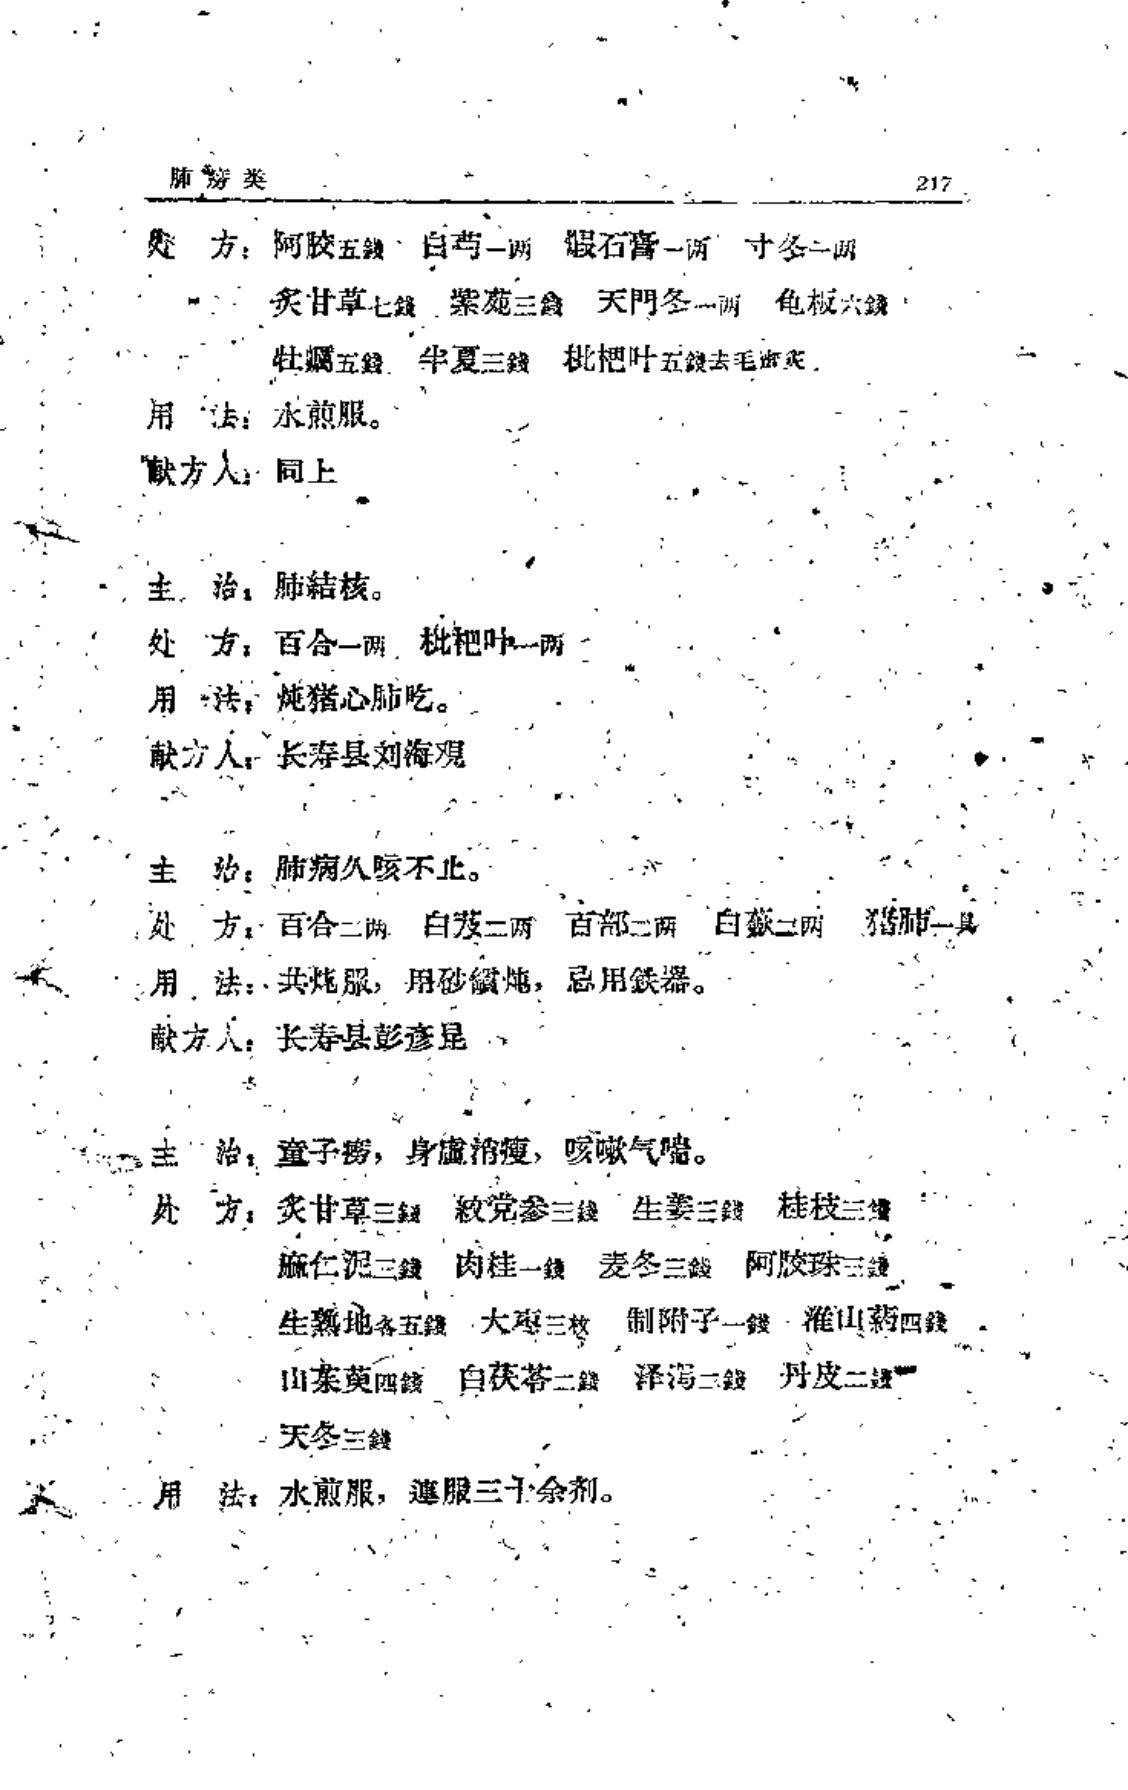 肺痨类 217
处 方：阿胶五錢 白芍一两 煅石膏一两 寸冬一两
炙甘草七錢 紫菀三錢 天門冬一两 龟板六錢
牡蠣五錢 半夏三錢 枇杷叶五錢去毛蜜炙
用 法：水煎服。
献方人：同上
主 治：肺結核。
处 方：百合一两 枇杷叶一两
用 法：炖猪心肺吃。
献方人：长寿县刘海观
主 治：肺病久咳不止。
处 方：百合二两 白芨二两 百部二两 白蔹二两 猪肺一具
用 法：共炖服，用砂罐炖，忌用鉄器。
献方人：长寿县彭彦昆
主 治：童子痨，身虚消瘦，咳嗽气喘。
处 方：炙甘草三錢 紋党参三錢 生姜三錢 桂枝三錢
麻仁泥三錢 肉桂一錢 麦冬三錢 阿胶珠三錢
生熟地各五錢 大枣三枚 制附子一錢 淮山药四錢
山茱萸四錢 白茯苓二錢 泽泻二錢 丹皮二錢
天冬三錢
用 法：水煎服，連服三十余剂。